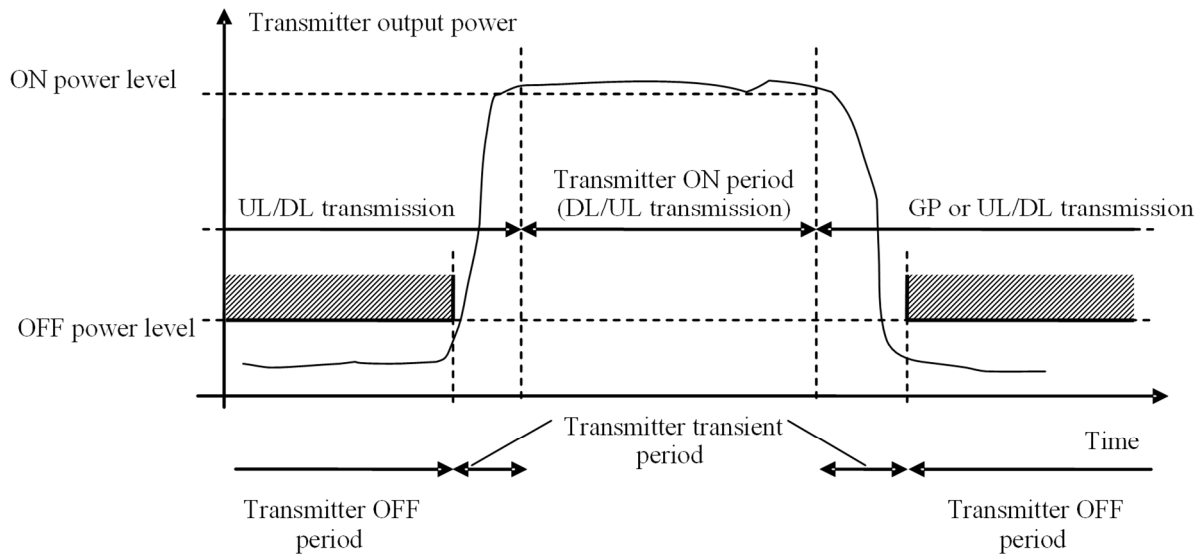 Transmitter output power
ON power level
Transmitter ON period
UL/DL transmission
(DL/UL transmission)
GP or UL/DL transmission
OFF power level
Transmitter transient
period
Time
Transmitter OFF
period
Transmitter OFF
period